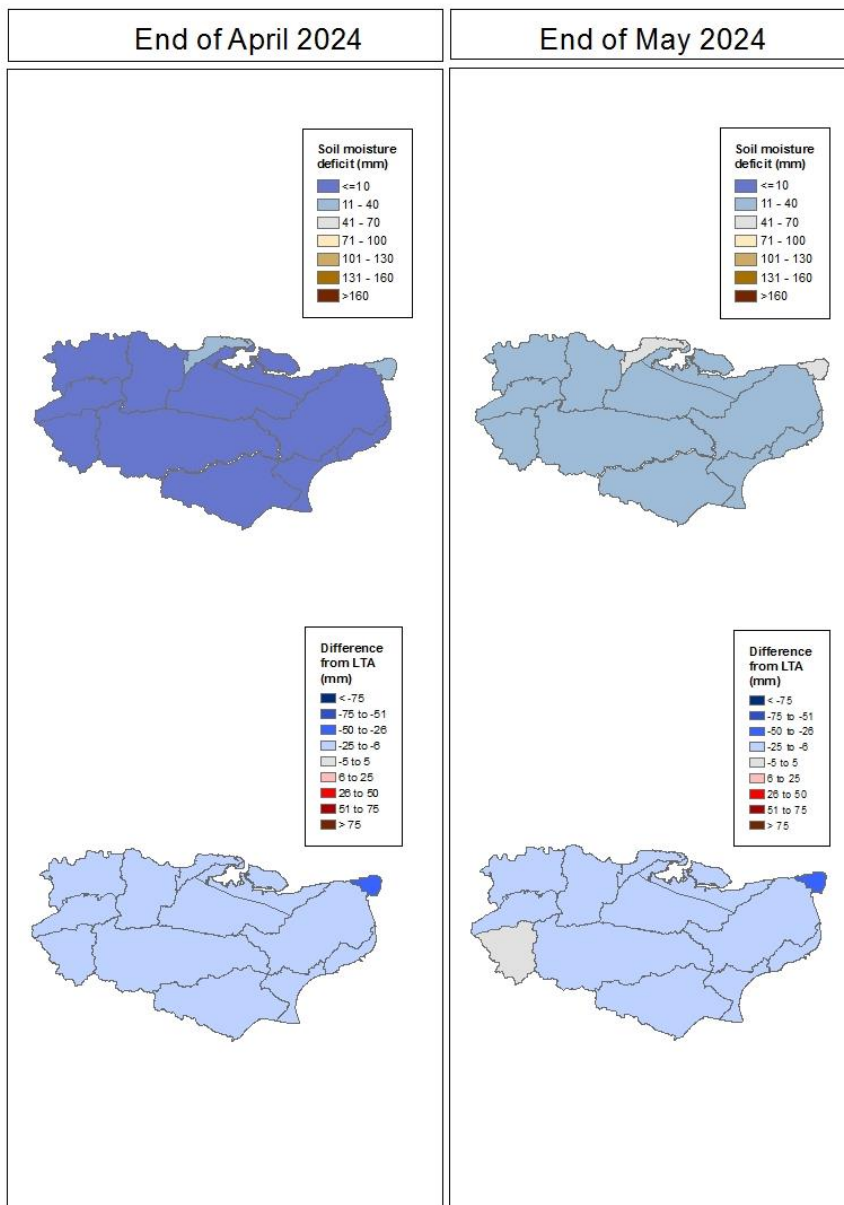 End of April 2024
End of May 2024
Soil moisture
deficit (mm)
<=10
11 - 40
41 - 70
71 - 100
101 - 130
131 - 160
>160
Soil moisture
deficit (mm)
<=10
11 - 40
41 - 70
71 - 100
101 - 130
131 - 160
>160
Difference
from LTA
(mm)
< -75
-75 to -51
-50 to -26
-25 to -6
-5 to 5
6 to 25
26 to 50
51 to 75
> 75
Difference
from LTA
(mm)
< -75
-75 to -51
-50 to -26
-25 to -6
-5 to 5
6 to 25
26 to 50
51 to 75
> 75